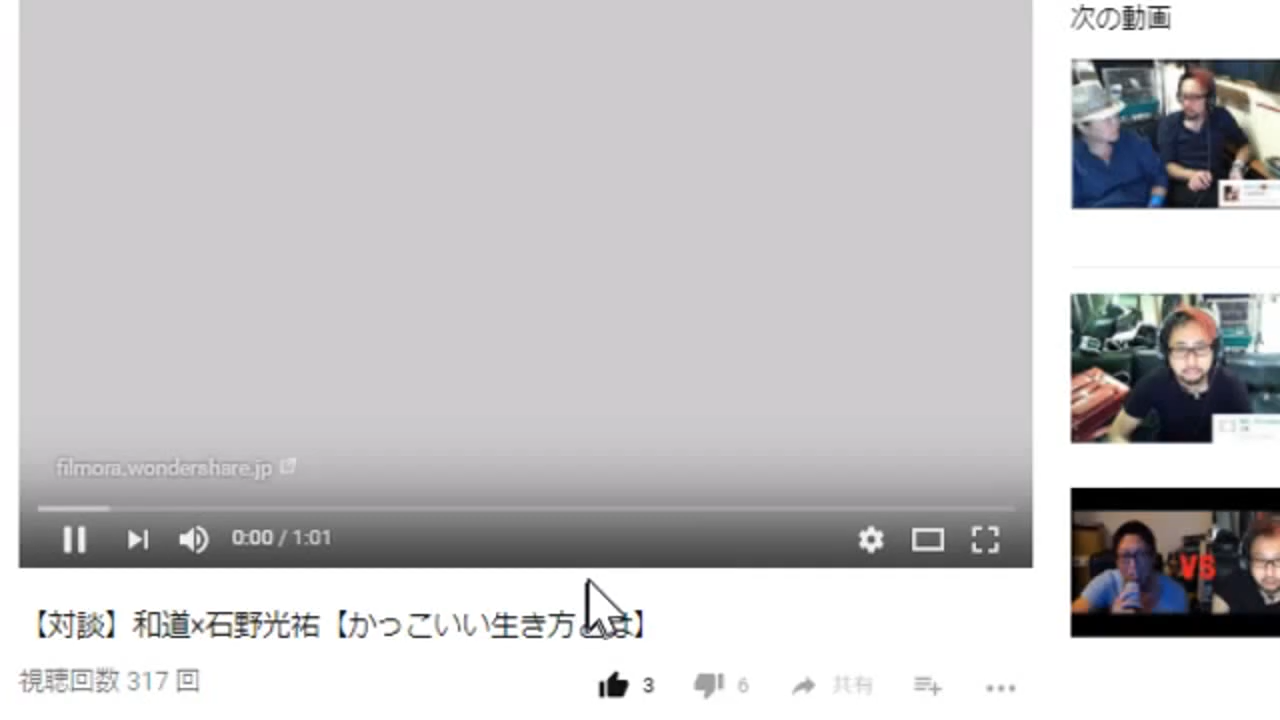 次の動画
filmora.wondershare.jp
0:00 / 1:01
【対談】和道×石野光祐【かっこいい生き方とは】
視聴回数 317 回
3 6 共有
VS